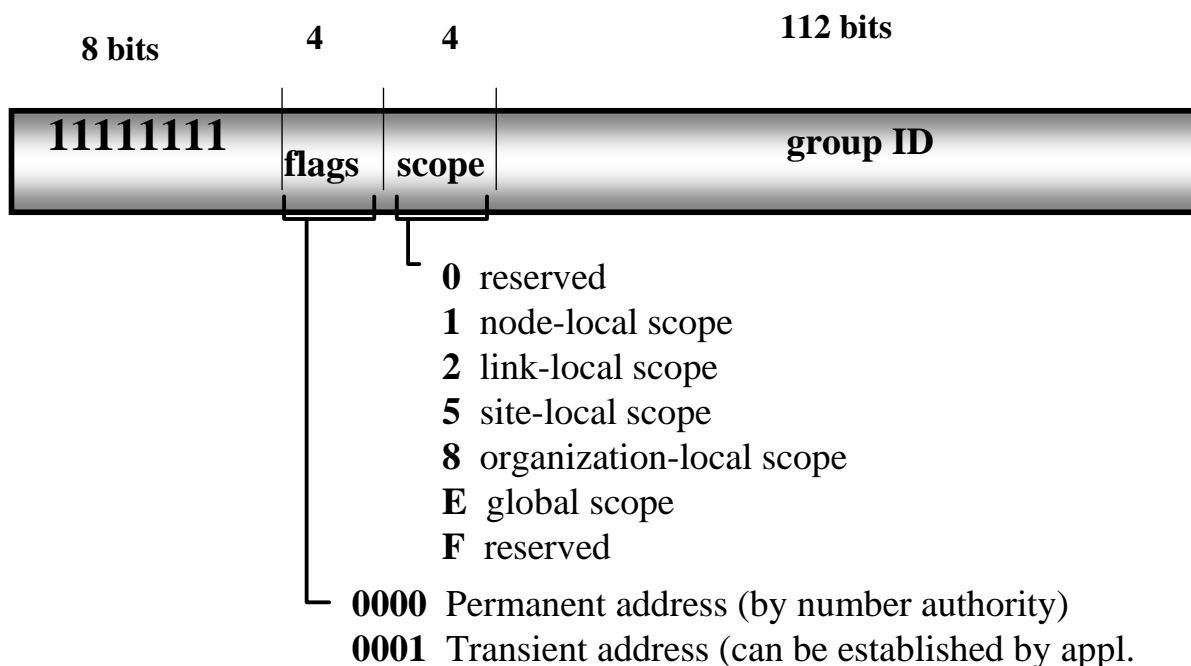 8 bits 4 4 112 bits
11111111 flags scope group ID
0 reserved
1 node-local scope
2 link-local scope
5 site-local scope
8 organization-local scope
E global scope
F reserved
0000 Permanent address (by number authority)
0001 Transient address (can be established by appl.